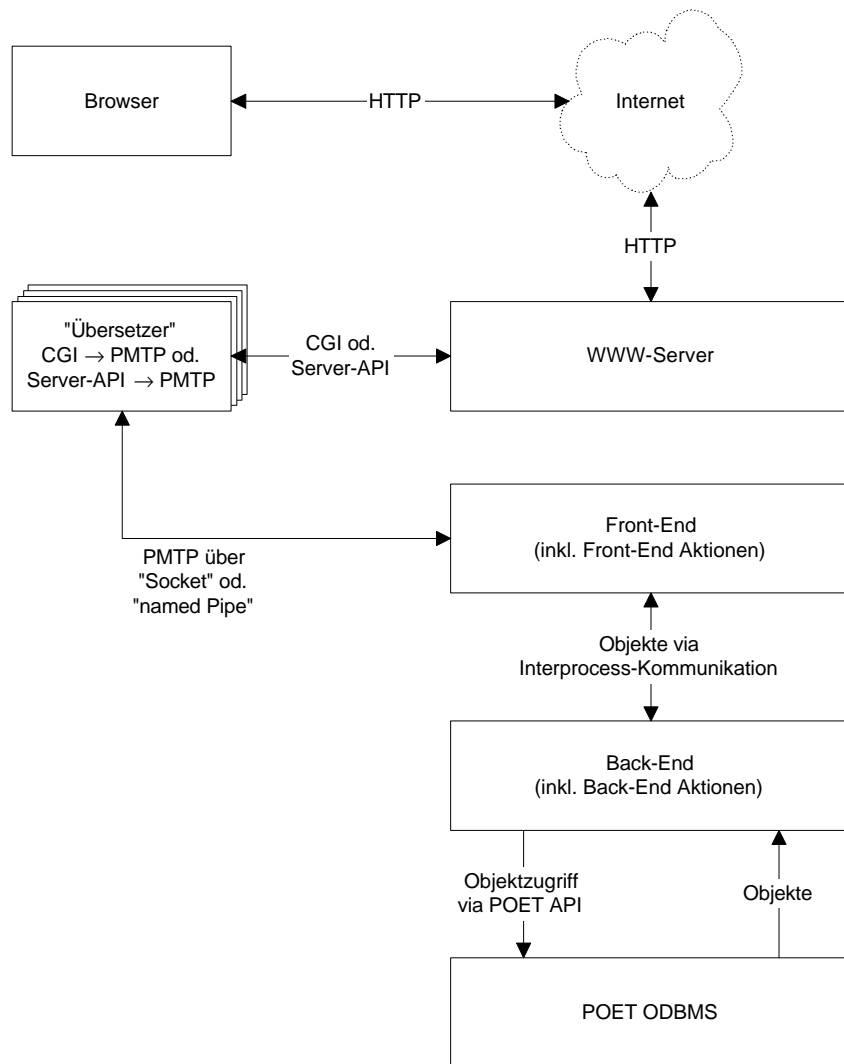 Browser
HTTP
Internet
HTTP
"Übersetzer"
CGI → PMTP od.
Server-API → PMTP
CGI od.
Server-API
WWW-Server
Front-End
(inkl. Front-End Aktionen)
PMTP über
"Socket" od.
"named Pipe"
Objekte via
Interprocess-Kommunikation
Back-End
(inkl. Back-End Aktionen)
Objektzugriff
via POET API
Objekte
POET ODBMS